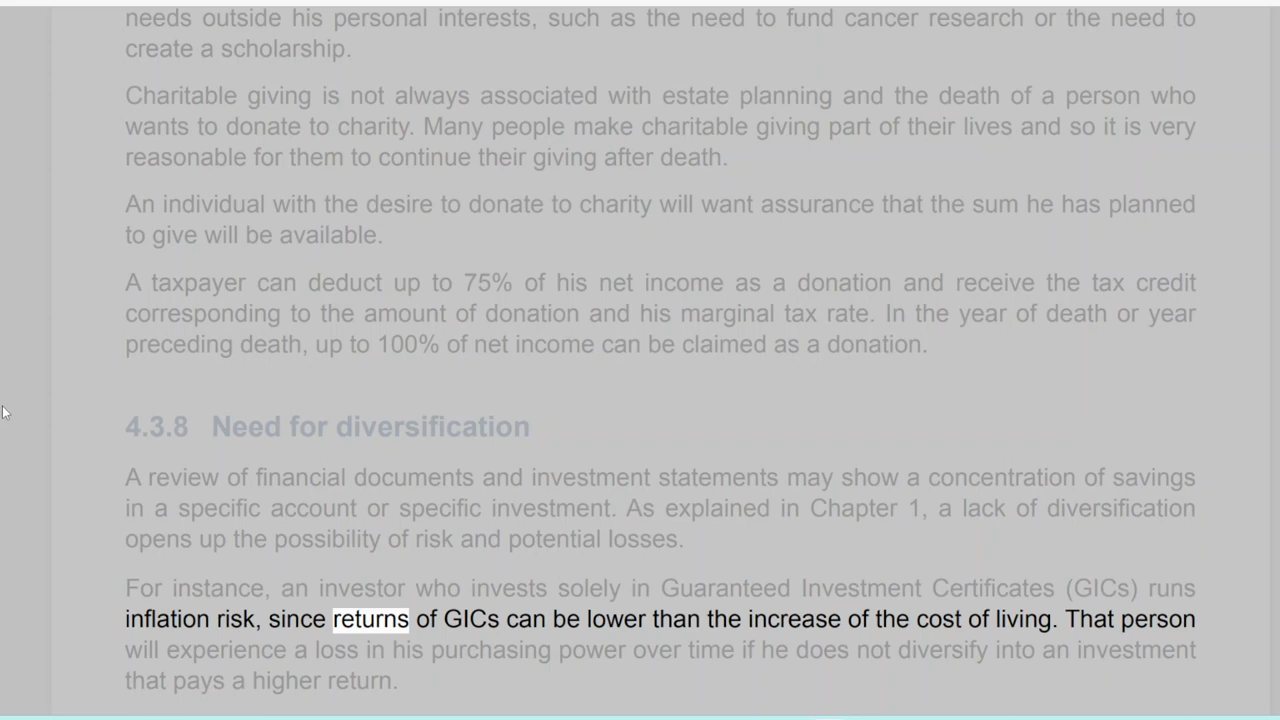 needs outside his personal interests, such as the need to fund cancer research or the need to
create a scholarship.
Charitable giving is not always associated with estate planning and the death of a person who
wants to donate to charity. Many people make charitable giving part of their lives and so it is very
reasonable for them to continue their giving after death.
An individual with the desire to donate to charity will want assurance that the sum he has planned
to give will be available.
A taxpayer can deduct up to 75% of his net income as a donation and receive the tax credit
corresponding to the amount of donation and his marginal tax rate. In the year of death or year
preceding death, up to 100% of net income can be claimed as a donation.
4.3.8 Need for diversification
A review of financial documents and investment statements may show a concentration of savings
in a specific account or specific investment. As explained in Chapter 1, a lack of diversification
opens up the possibility of risk and potential losses.
For instance, an investor who invests solely in Guaranteed Investment Certificates (GICs) runs
inflation risk, since returns of GICs can be lower than the increase of the cost of living. That person
will experience a loss in his purchasing power over time if he does not diversify into an investment
that pays a higher return.